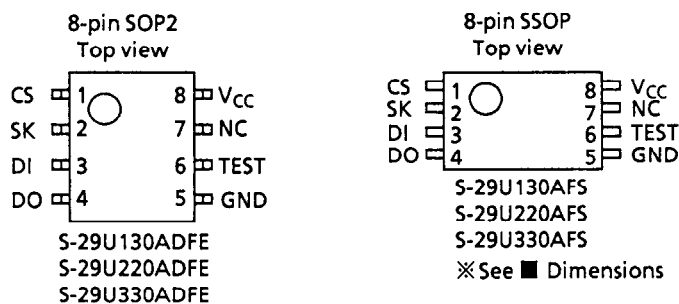 8-pin SOP2
Top view
CS 1 8 VCC
SK 2 7 NC
DI 3 6 TEST
DO 4 5 GND
S-29U130ADFE
S-29U220ADFE
S-29U330ADFE
8-pin SSOP
Top view
CS 1 8 VCC
SK 2 7 NC
DI 3 6 TEST
DO 4 5 GND
S-29U130AFS
S-29U220AFS
S-29U330AFS
※See ■ Dimensions